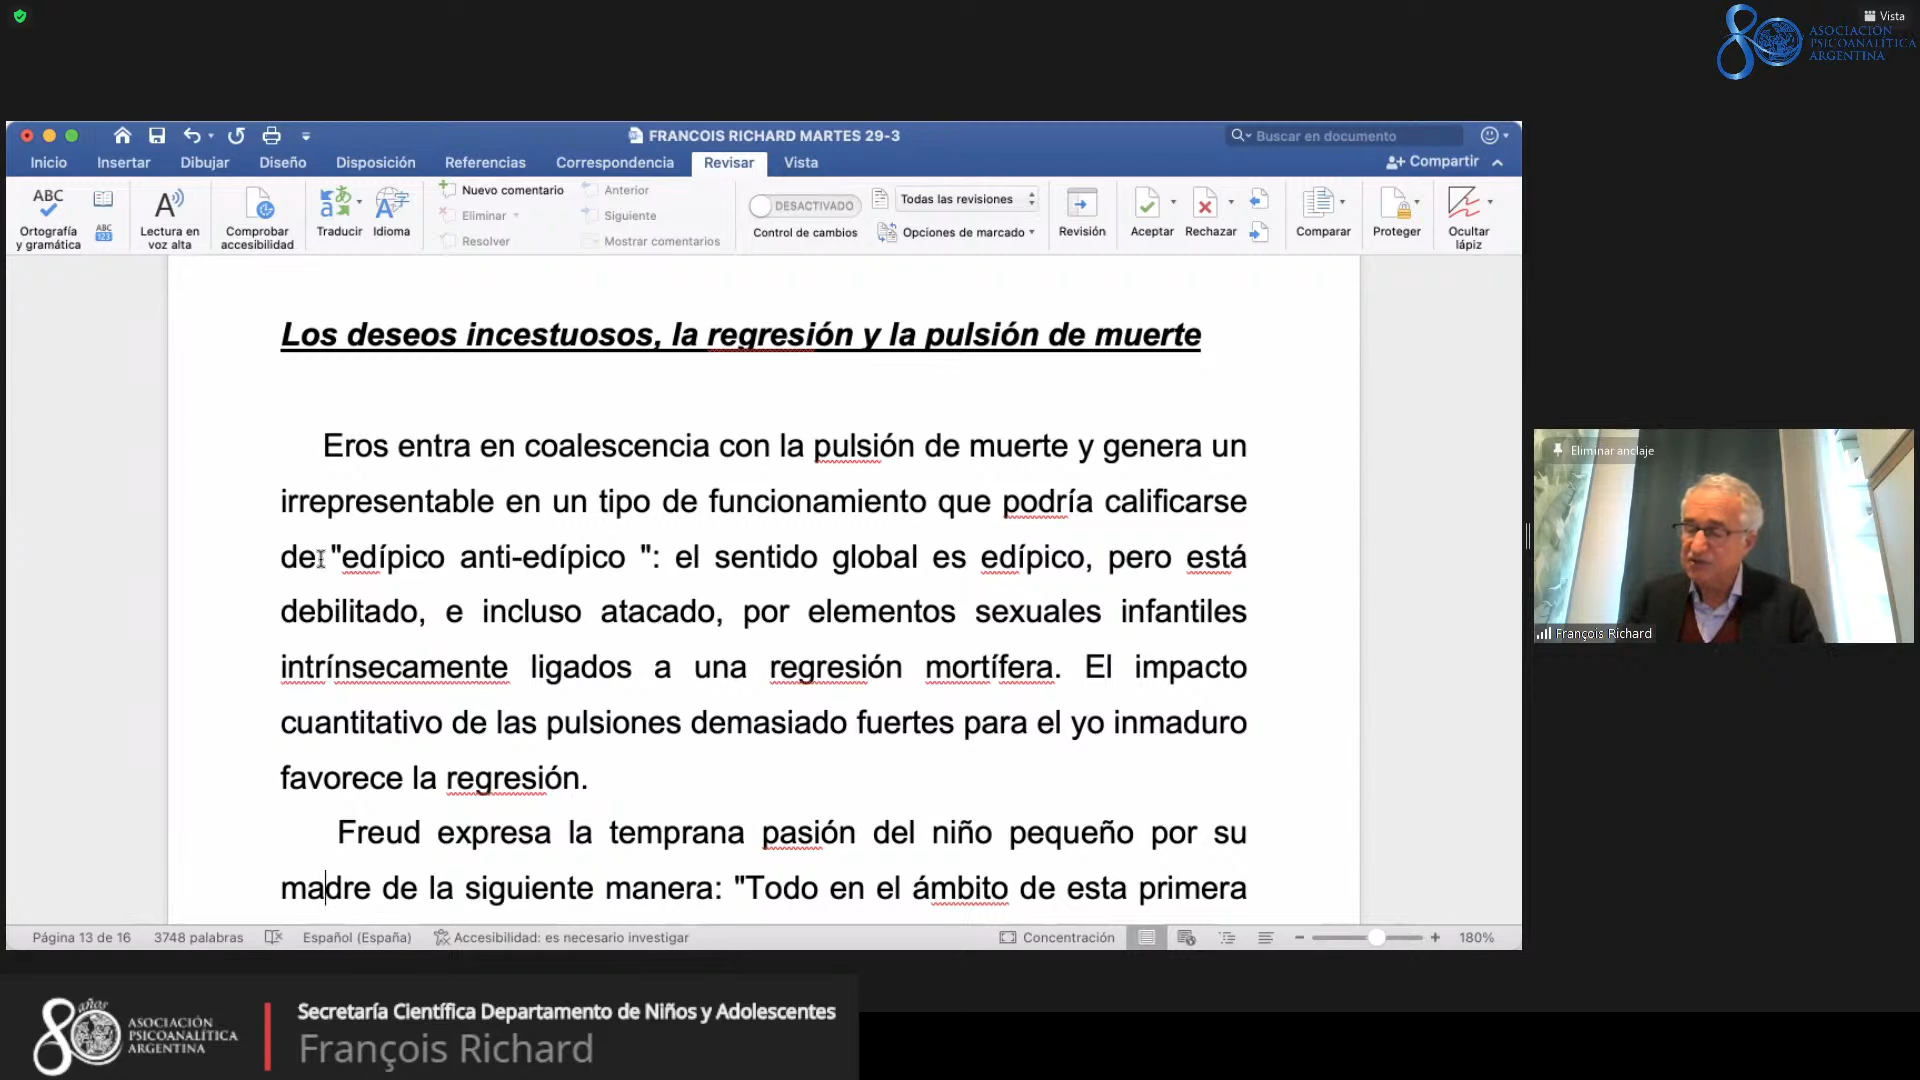 Vista
ASOCIACIÓN
PSICOANALÍTICA
ARGENTINA
FRANCOIS RICHARD MARTES 29-3
Buscar en documento
Inicio Insertar Dibujar Diseño Disposición Referencias Correspondencia Revisar Vista Compartir
ABC
Ortografía
y gramática
ABC
123
Lectura en
voz alta
Comprobar
accesibilidad
Traducir
Idioma
Nuevo comentario
Eliminar
Resolver
Anterior
Siguiente
Mostrar comentarios
DESACTIVADO
Control de cambios
Todas las revisiones
Opciones de marcado
Revisión
Aceptar
Rechazar
Comparar
Proteger
Ocultar
lápiz
Los deseos incestuosos, la regresión y la pulsión de muerte
Eros entra en coalescencia con la pulsión de muerte y genera un
irrepresentable en un tipo de funcionamiento que podría calificarse
de "edípico anti-edípico ": el sentido global es edípico, pero está
debilitado, e incluso atacado, por elementos sexuales infantiles
intrínsecamente ligados a una regresión mortífera. El impacto
cuantitativo de las pulsiones demasiado fuertes para el yo inmaduro
favorece la regresión.
Freud expresa la temprana pasión del niño pequeño por su
madre de la siguiente manera: "Todo en el ámbito de esta primera
Página 13 de 16 3748 palabras Español (España) Accesibilidad: es necesario investigar Concentración 180%
Eliminar anclaje
François Richard
80 años
ASOCIACIÓN
PSICOANALÍTICA
ARGENTINA
Secretaría Científica Departamento de Niños y Adolescentes
François Richard